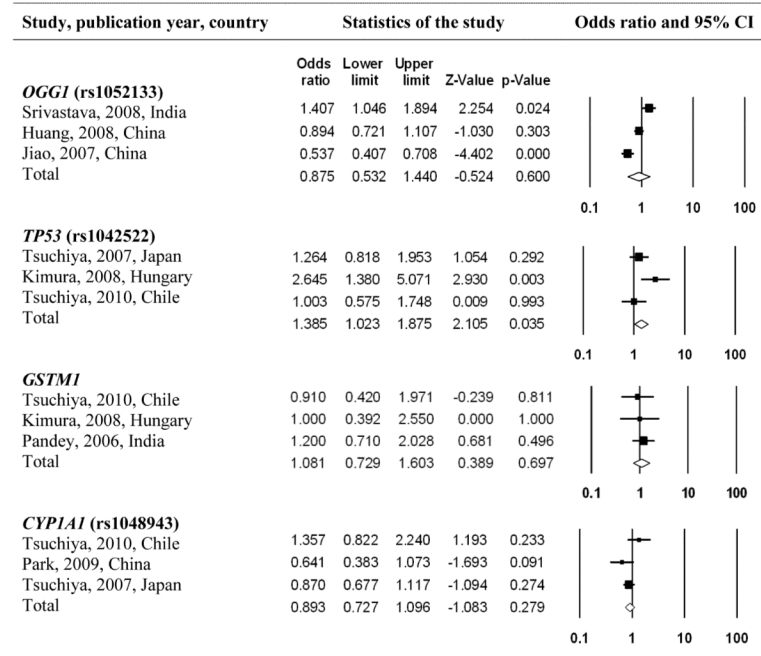 Study, publication year, country Statistics of the study Odds ratio and 95% CI
Odds Lower Upper
ratio limit limit Z-Value p-Value
OGG1 (rs1052133)
Srivastava, 2008, India 1.407 1.046 1.894 2.254 0.024
Huang, 2008, China 0.894 0.721 1.107 -1.030 0.303
Jiao, 2007, China 0.537 0.407 0.708 -4.402 0.000
Total 0.875 0.532 1.440 -0.524 0.600
0.1 1 10 100
TP53 (rs1042522)
Tsuchiya, 2007, Japan 1.264 0.818 1.953 1.054 0.292
Kimura, 2008, Hungary 2.645 1.380 5.071 2.930 0.003
Tsuchiya, 2010, Chile 1.003 0.575 1.748 0.009 0.993
Total 1.385 1.023 1.875 2.105 0.035
0.1 1 10 100
GSTM1
Tsuchiya, 2010, Chile 0.910 0.420 1.971 -0.239 0.811
Kimura, 2008, Hungary 1.000 0.392 2.550 0.000 1.000
Pandey, 2006, India 1.200 0.710 2.028 0.681 0.496
Total 1.081 0.729 1.603 0.389 0.697
0.1 1 10 100
CYP1A1 (rs1048943)
Tsuchiya, 2010, Chile 1.357 0.822 2.240 1.193 0.233
Park, 2009, China 0.641 0.383 1.073 -1.693 0.091
Tsuchiya, 2007, Japan 0.870 0.677 1.117 -1.094 0.274
Total 0.893 0.727 1.096 -1.083 0.279
0.1 1 10 100